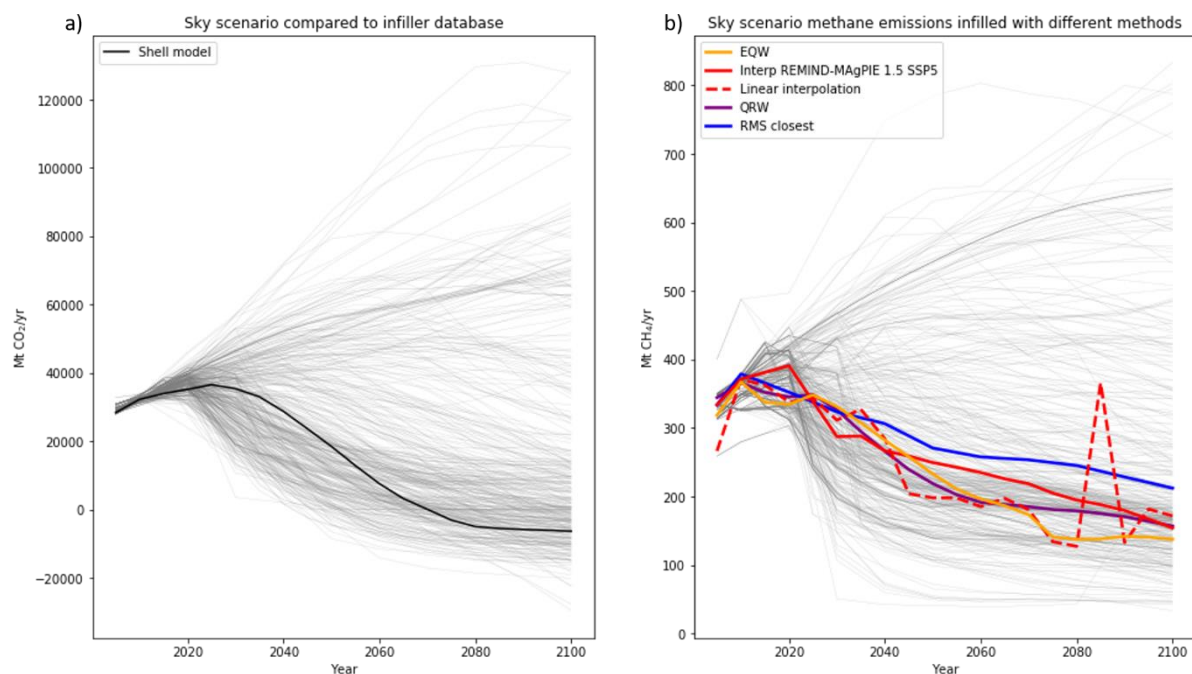 a)
Sky scenario compared to infiller database
Shell model
120000
100000
80000
60000
40000
20000
0
−20000
Mt CO₂/yr
2020 2040 2060 2080 2100
Year
b)
Sky scenario methane emissions infilled with different methods
EQW
Interp REMIND-MAgPIE 1.5 SSP5
Linear interpolation
QRW
RMS closest
800
700
600
500
400
300
200
100
0
Mt CH₄/yr
2020 2040 2060 2080 2100
Year